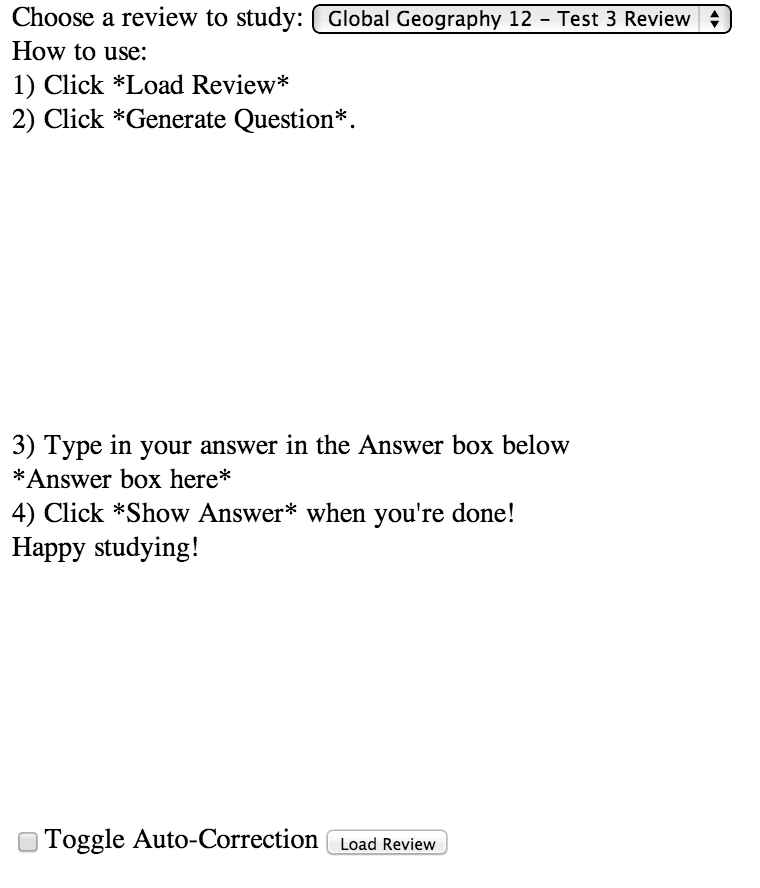 Choose a review to study: Global Geography 12 – Test 3 Review
How to use:
1) Click *Load Review*
2) Click *Generate Question*.
3) Type in your answer in the Answer box below
*Answer box here*
4) Click *Show Answer* when you're done!
Happy studying!
Toggle Auto-Correction Load Review